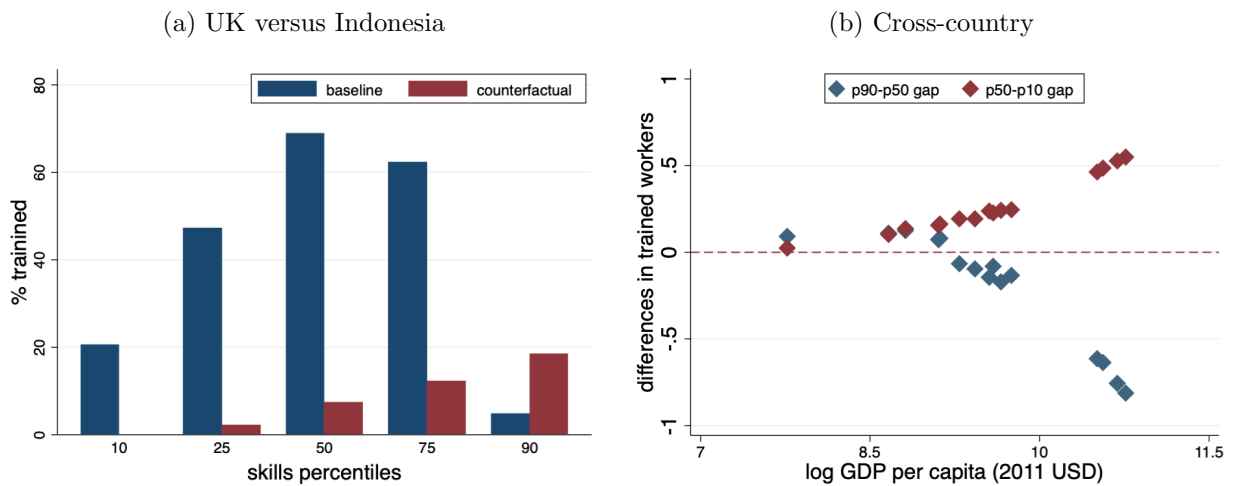 (a) UK versus Indonesia
80
60
40
20
0
% trainined
baseline
counterfactual
10 25 50 75 90
skills percentiles
(b) Cross-country
1
.5
0
-.5
-1
differences in trained workers
p90-p50 gap
p50-p10 gap
7 8.5 10 11.5
log GDP per capita (2011 USD)